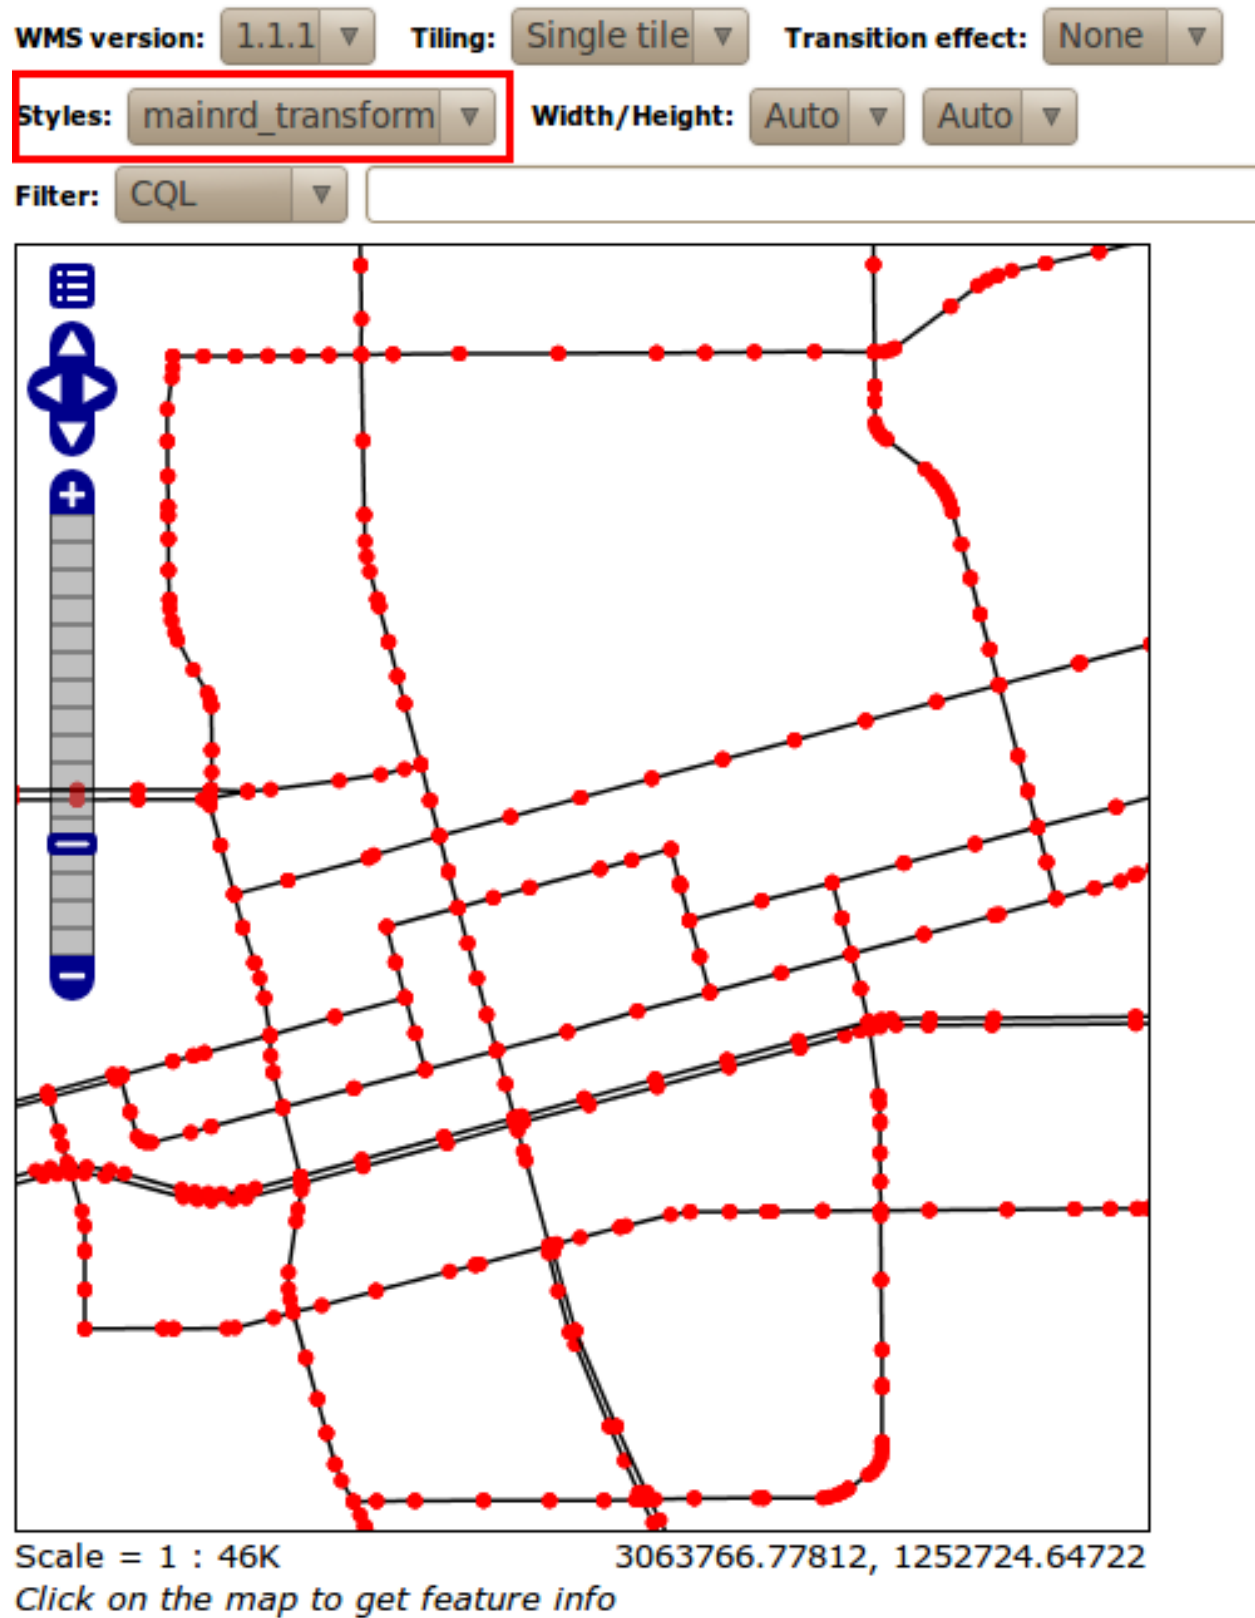 WMS version: 1.1.1 Tiling: Single tile Transition effect: None
Styles: mainrd_transform Width/Height: Auto Auto
Filter: CQL
Scale = 1 : 46K 3063766.77812, 1252724.64722
Click on the map to get feature info